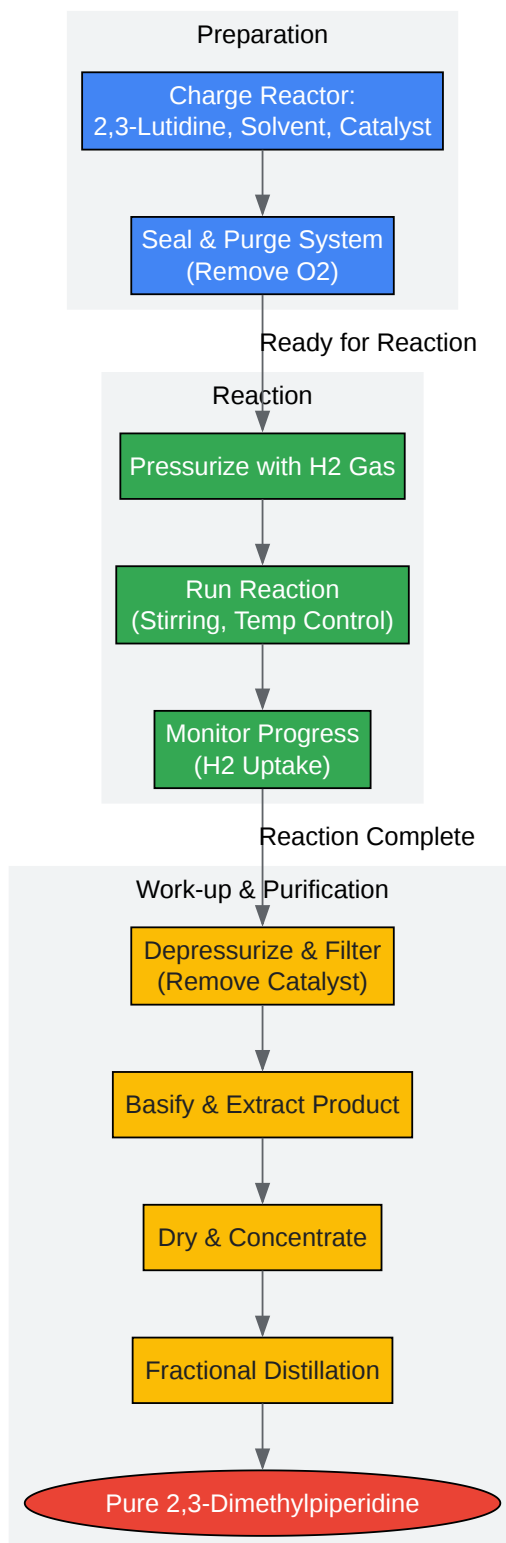 Preparation
Charge Reactor:
2,3-Lutidine, Solvent, Catalyst
Seal & Purge System
(Remove O2)
Ready for Reaction
Reaction
Pressurize with H2 Gas
Run Reaction
(Stirring, Temp Control)
Monitor Progress
(H2 Uptake)
Reaction Complete
Work-up & Purification
Depressurize & Filter
(Remove Catalyst)
Basify & Extract Product
Dry & Concentrate
Fractional Distillation
Pure 2,3-Dimethylpiperidine